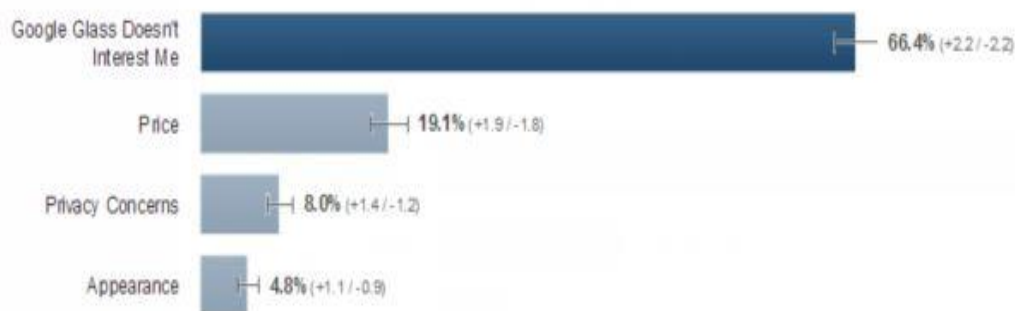 Google Glass Doesn't
Interest Me
66.4% (+2.2 / -2.2)
Price
19.1% (+1.9 / -1.8)
Privacy Concerns
8.0% (+1.4 / -1.2)
Appearance
4.8% (+1.1 / -0.9)